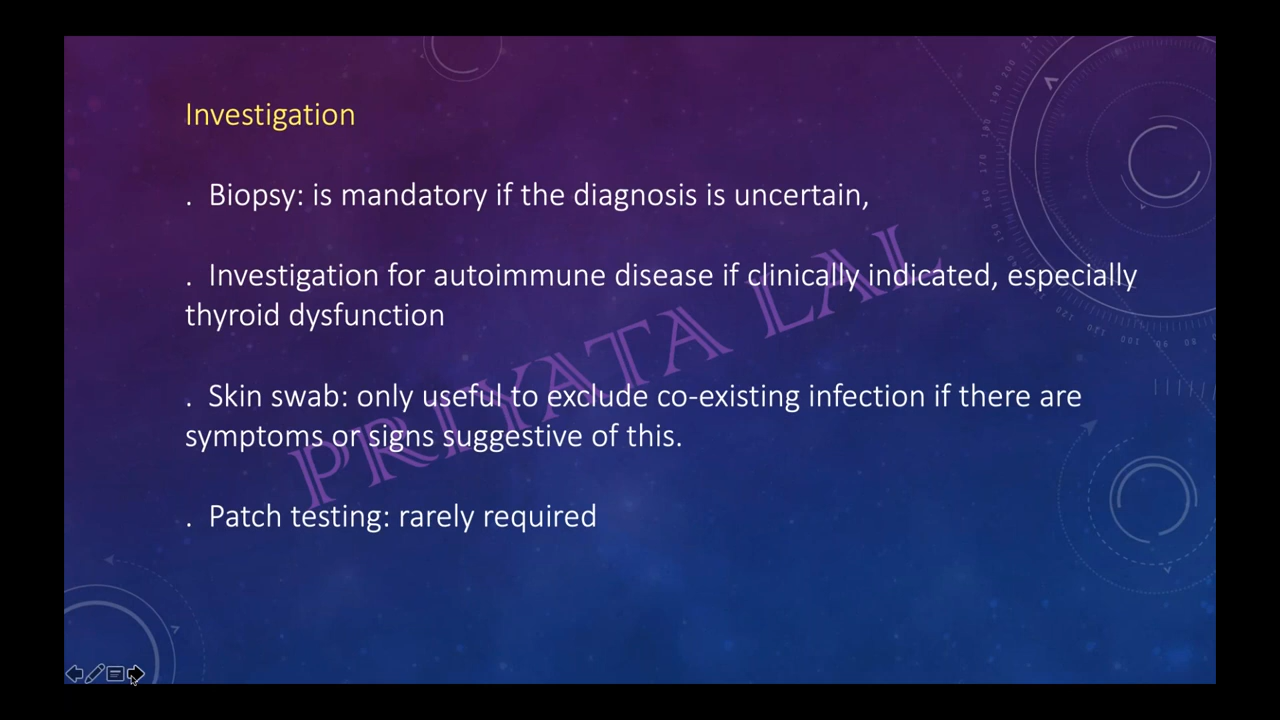 Investigation
. Biopsy: is mandatory if the diagnosis is uncertain,
. Investigation for autoimmune disease if clinically indicated, especially
thyroid dysfunction
. Skin swab: only useful to exclude co-existing infection if there are
symptoms or signs suggestive of this.
. Patch testing: rarely required
PRIYATA LAL